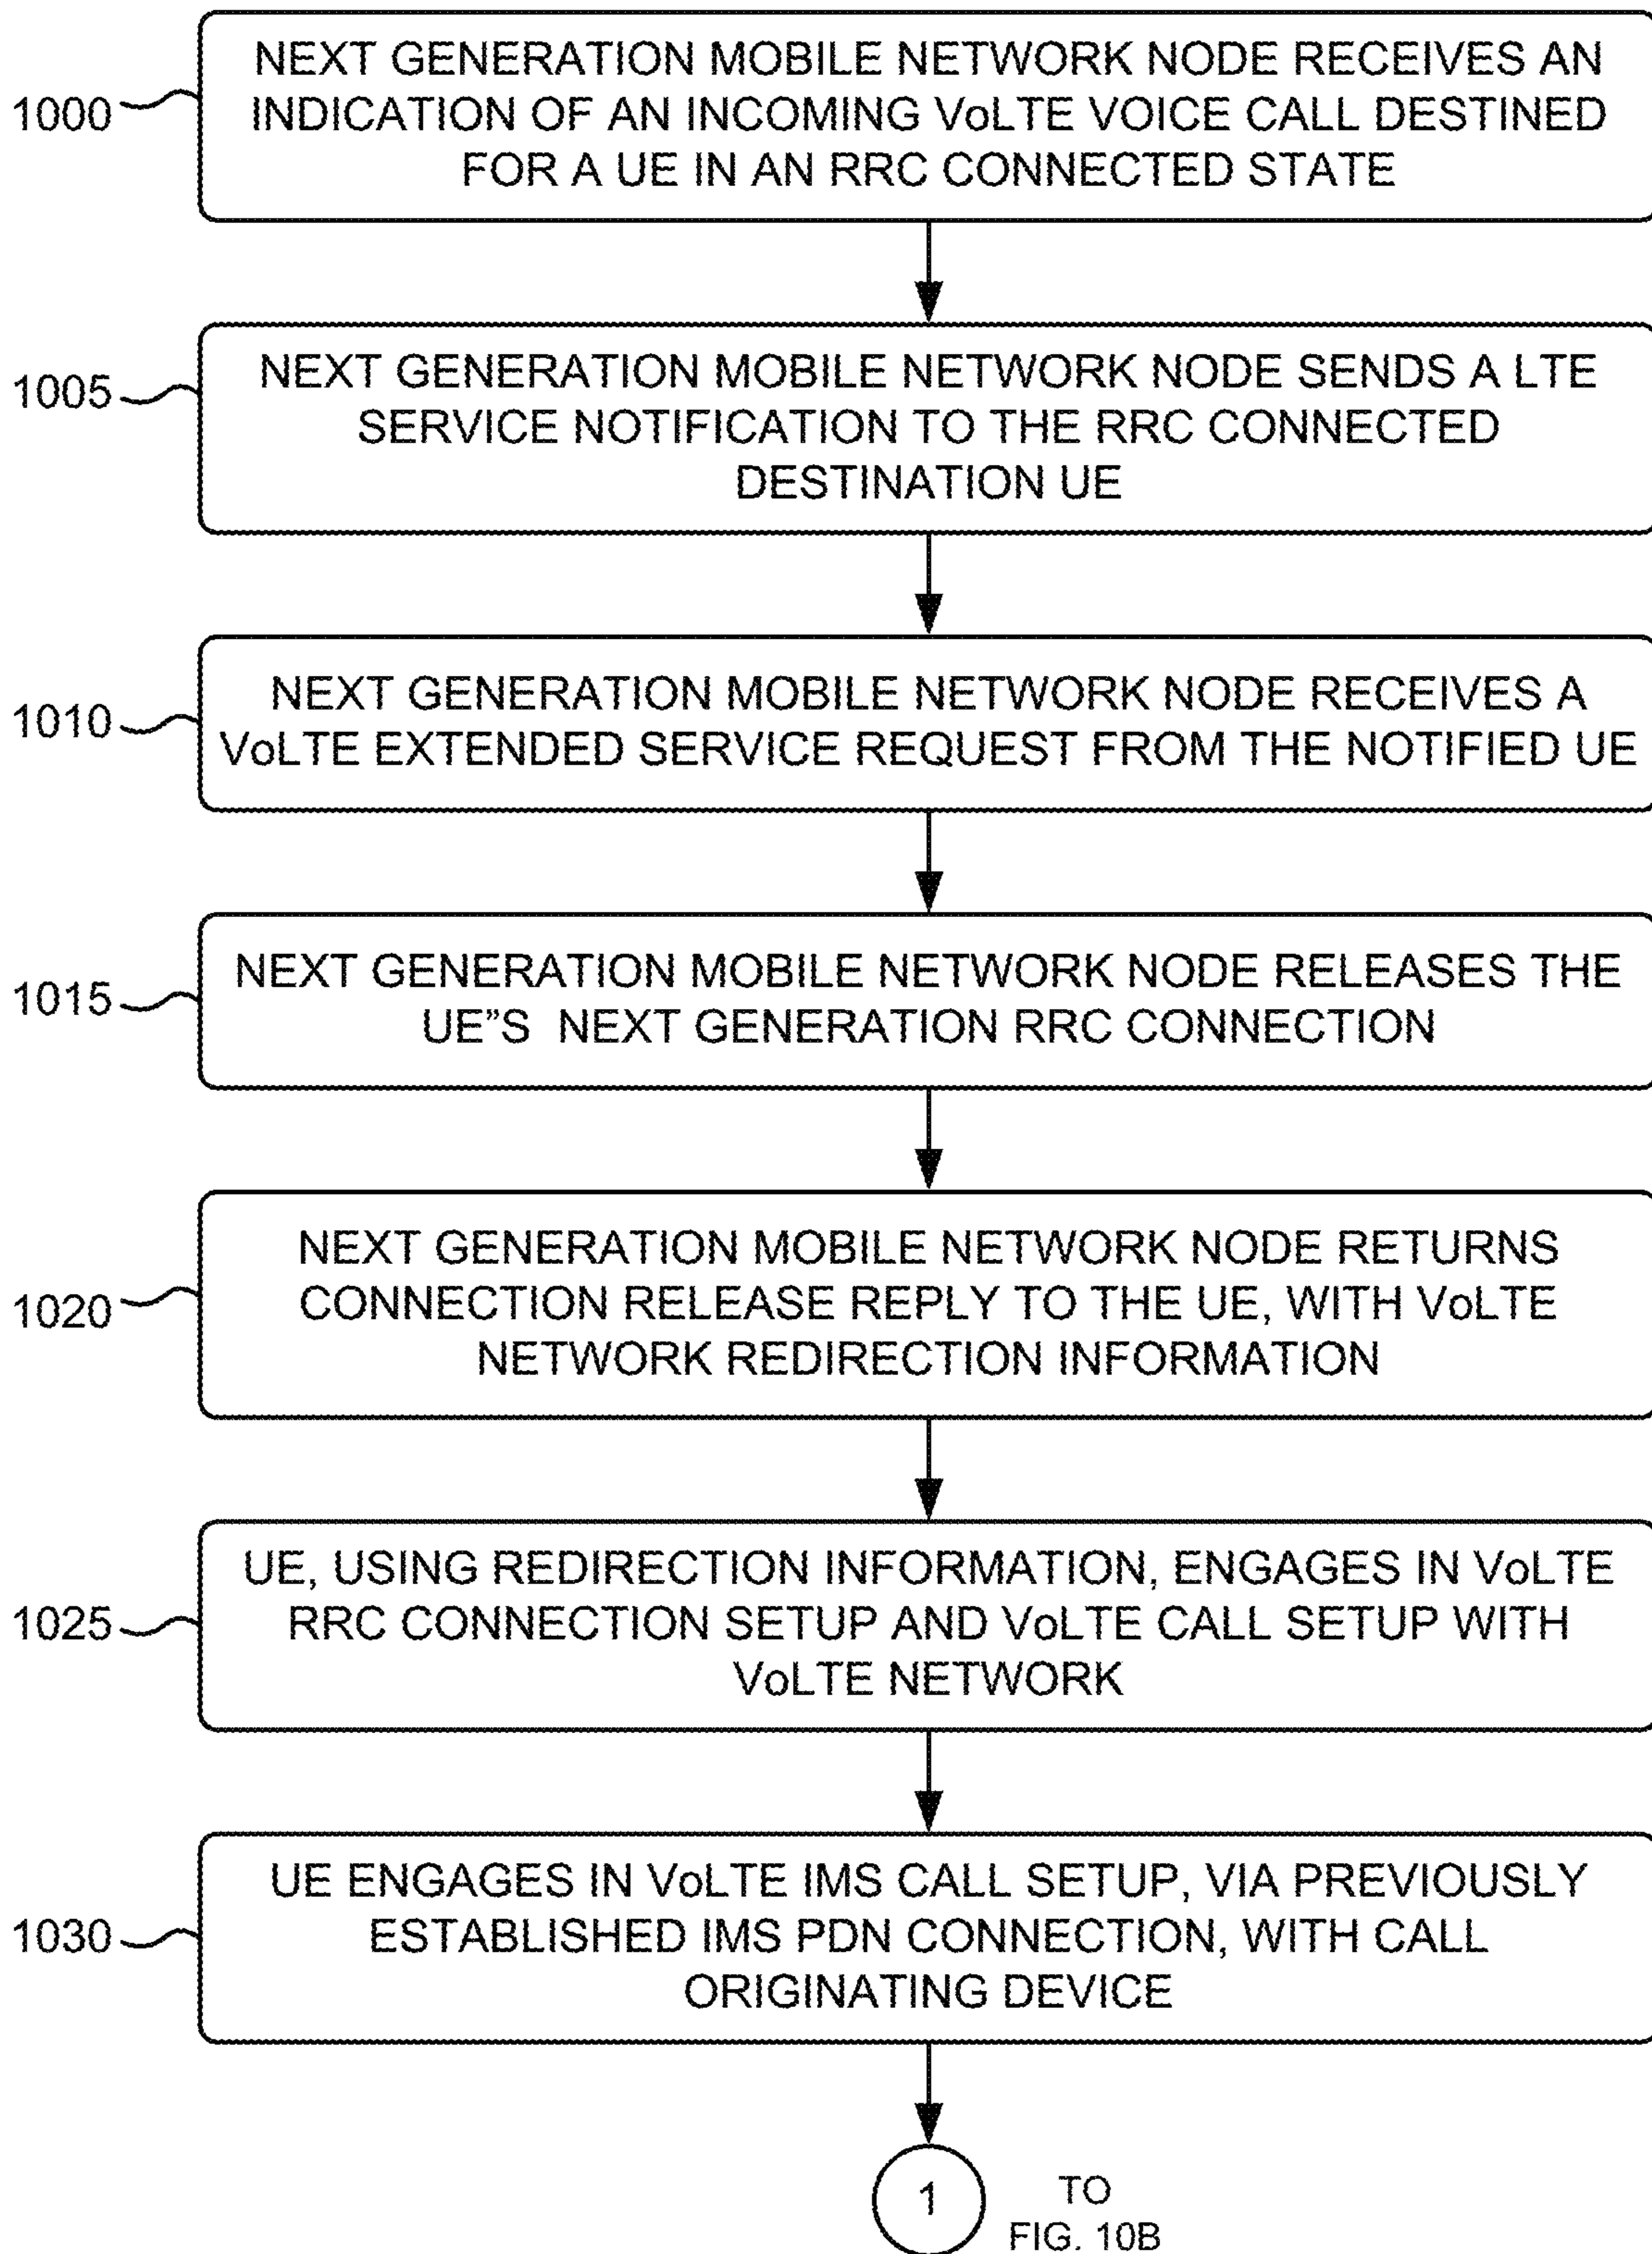 NEXT GENERATION MOBILE NETWORK NODE RECEIVES AN
1000
INDICATION OF AN INCOMING VoLTE VOICE CALL DESTINED
FOR A UE IN AN RRC CONNECTED STATE
NEXT GENERATION MOBILE NETWORK NODE SENDS A LTE
1005
SERVICE NOTIFICATION TO THE RRC CONNECTED
DESTINATION UE
NEXT GENERATION MOBILE NETWORK NODE RECEIVES A
1010
VoLTE EXTENDED SERVICE REQUEST FROM THE NOTIFIED UE
NEXT GENERATION MOBILE NETWORK NODE RELEASES THE
1015
UE”S  NEXT GENERATION RRC CONNECTION
NEXT GENERATION MOBILE NETWORK NODE RETURNS
1020
CONNECTION RELEASE REPLY TO THE UE, WITH VoLTE
NETWORK REDIRECTION INFORMATION
UE, USING REDIRECTION INFORMATION, ENGAGES IN VoLTE
1025
RRC CONNECTION SETUP AND VoLTE CALL SETUP WITH
VoLTE NETWORK
UE ENGAGES IN VoLTE IMS CALL SETUP, VIA PREVIOUSLY
1030
ESTABLISHED IMS PDN CONNECTION, WITH CALL
ORIGINATING DEVICE
1
TO
FIG. 10B